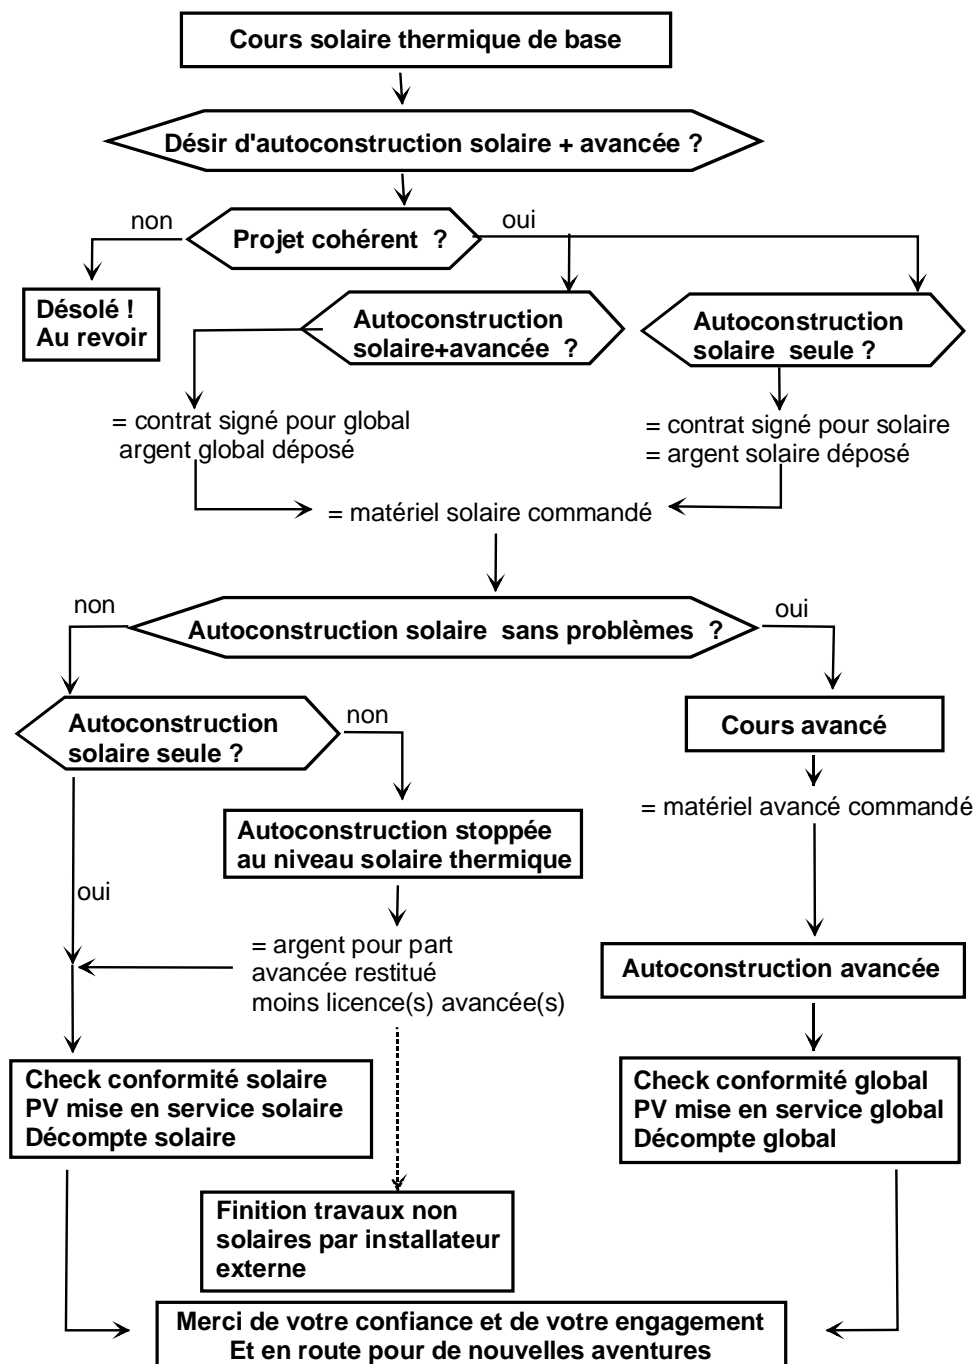 Cours solaire thermique de base
Désir d'autoconstruction solaire + avancée ?
non
Projet cohérent ?
oui
Désolé !
Au revoir
Autoconstruction
solaire+avancée ?
Autoconstruction
solaire seule ?
= contrat signé pour global
argent global déposé
= contrat signé pour solaire
= argent solaire déposé
= matériel solaire commandé
non
Autoconstruction solaire sans problèmes ?
oui
Autoconstruction
solaire seule ?
non
Cours avancé
= matériel avancé commandé
Autoconstruction stoppée
au niveau solaire thermique
oui
= argent pour part
avancée restitué
moins licence(s) avancée(s)
Autoconstruction avancée
Check conformité solaire
PV mise en service solaire
Décompte solaire
Check conformité global
PV mise en service global
Décompte global
Finition travaux non
solaires par installateur
externe
Merci de votre confiance et de votre engagement
Et en route pour de nouvelles aventures